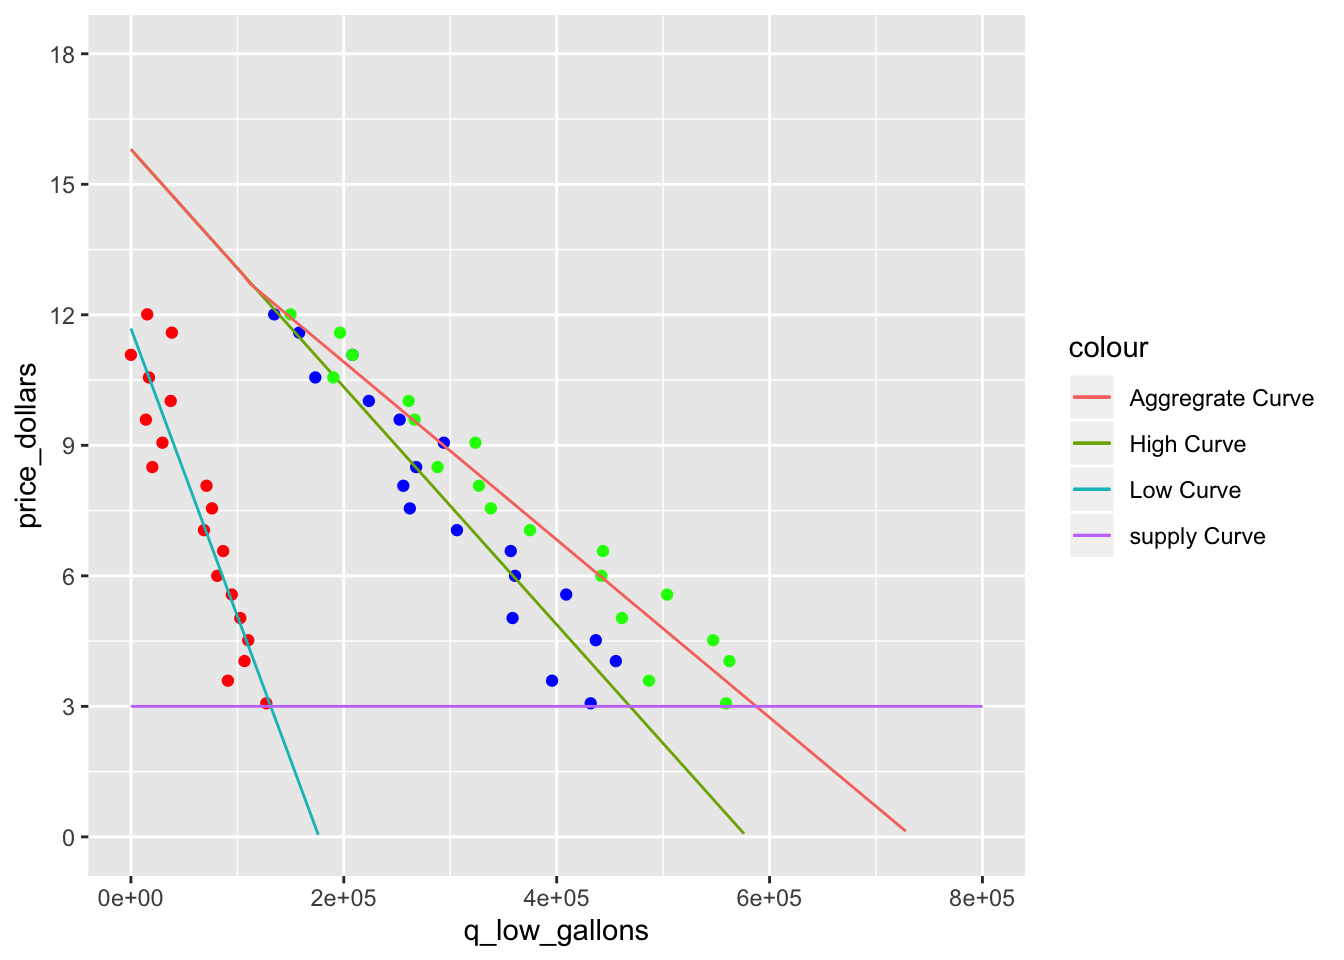 18
15
12
9
6
3
0
price_dollars
0e+00 2e+05 4e+05 6e+05 8e+05
q_low_gallons
colour
Aggregrate Curve
High Curve
Low Curve
supply Curve